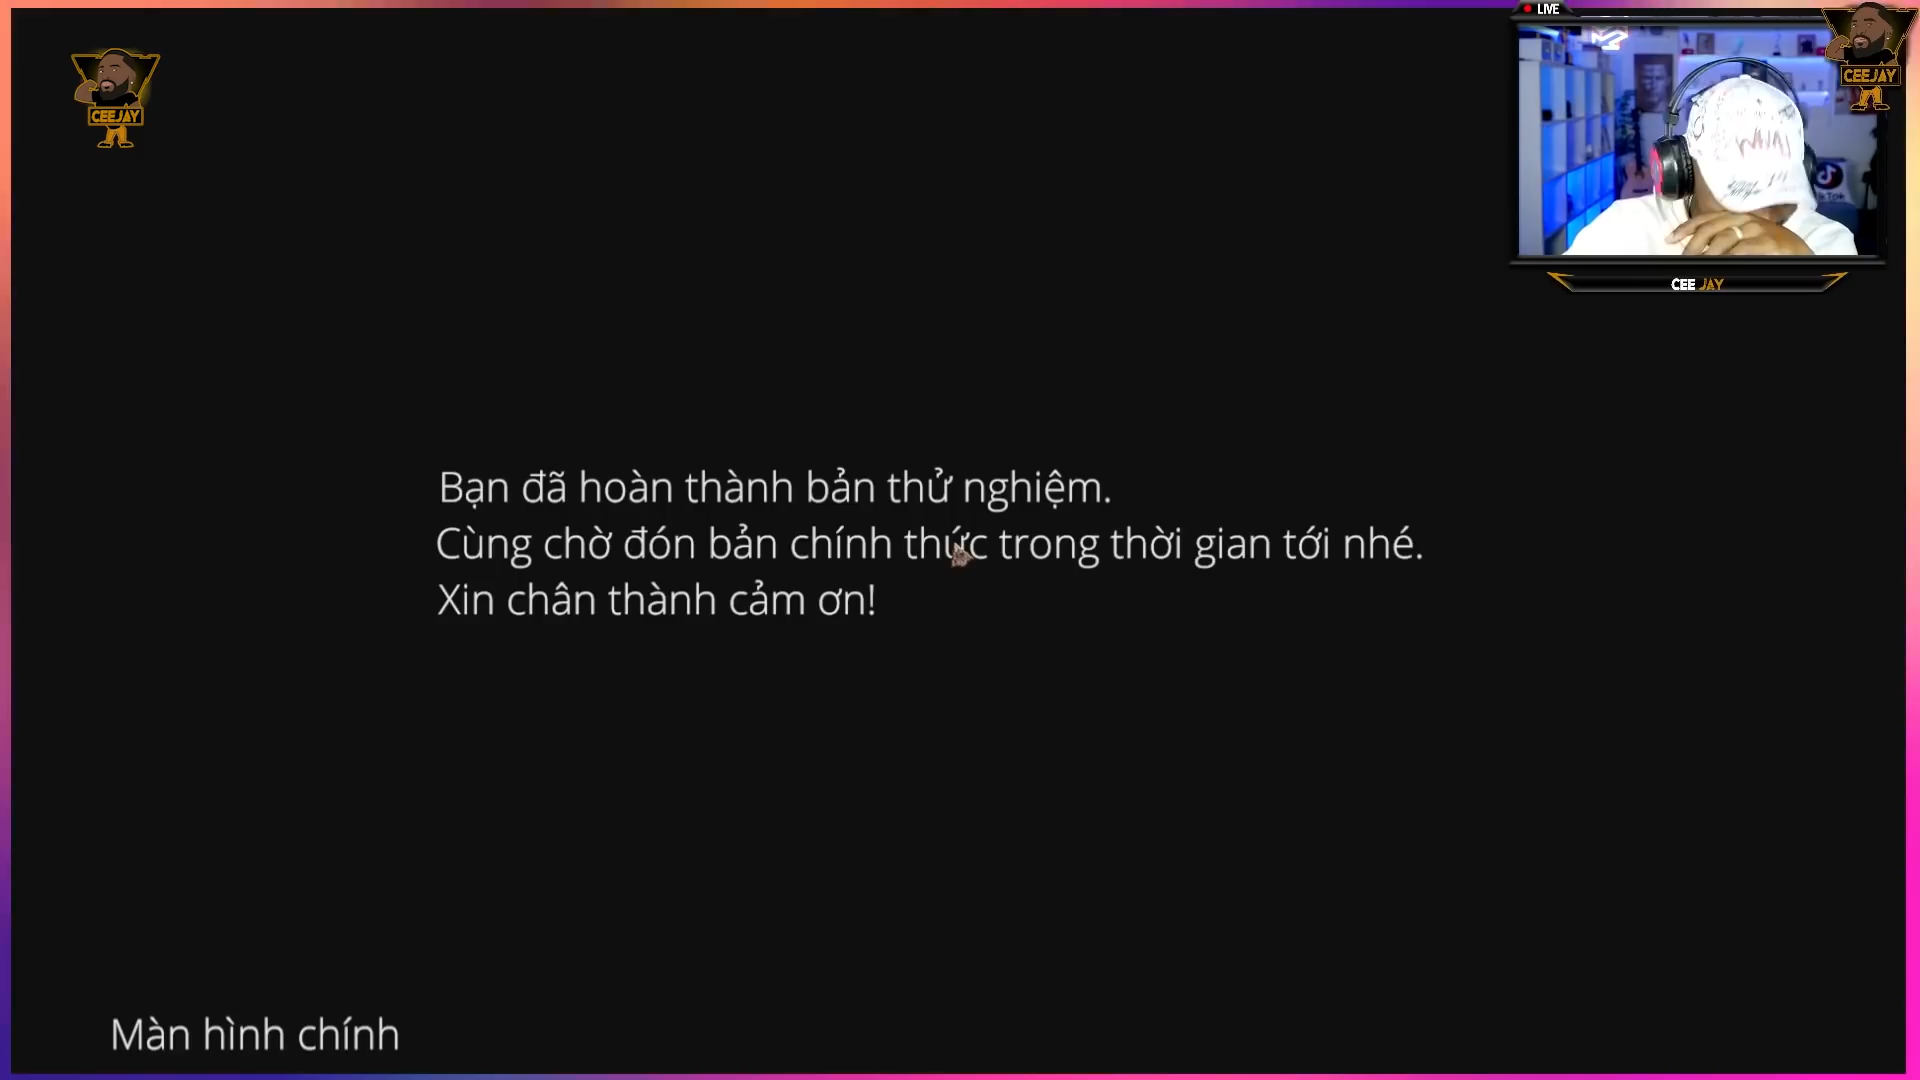 LIVE
CEEJAY
CEEJAY
TikTok
CEE JAY
Bạn đã hoàn thành bản thử nghiệm.
Cùng chờ đón bản chính thức trong thời gian tới nhé.
Xin chân thành cảm ơn!
Màn hình chính